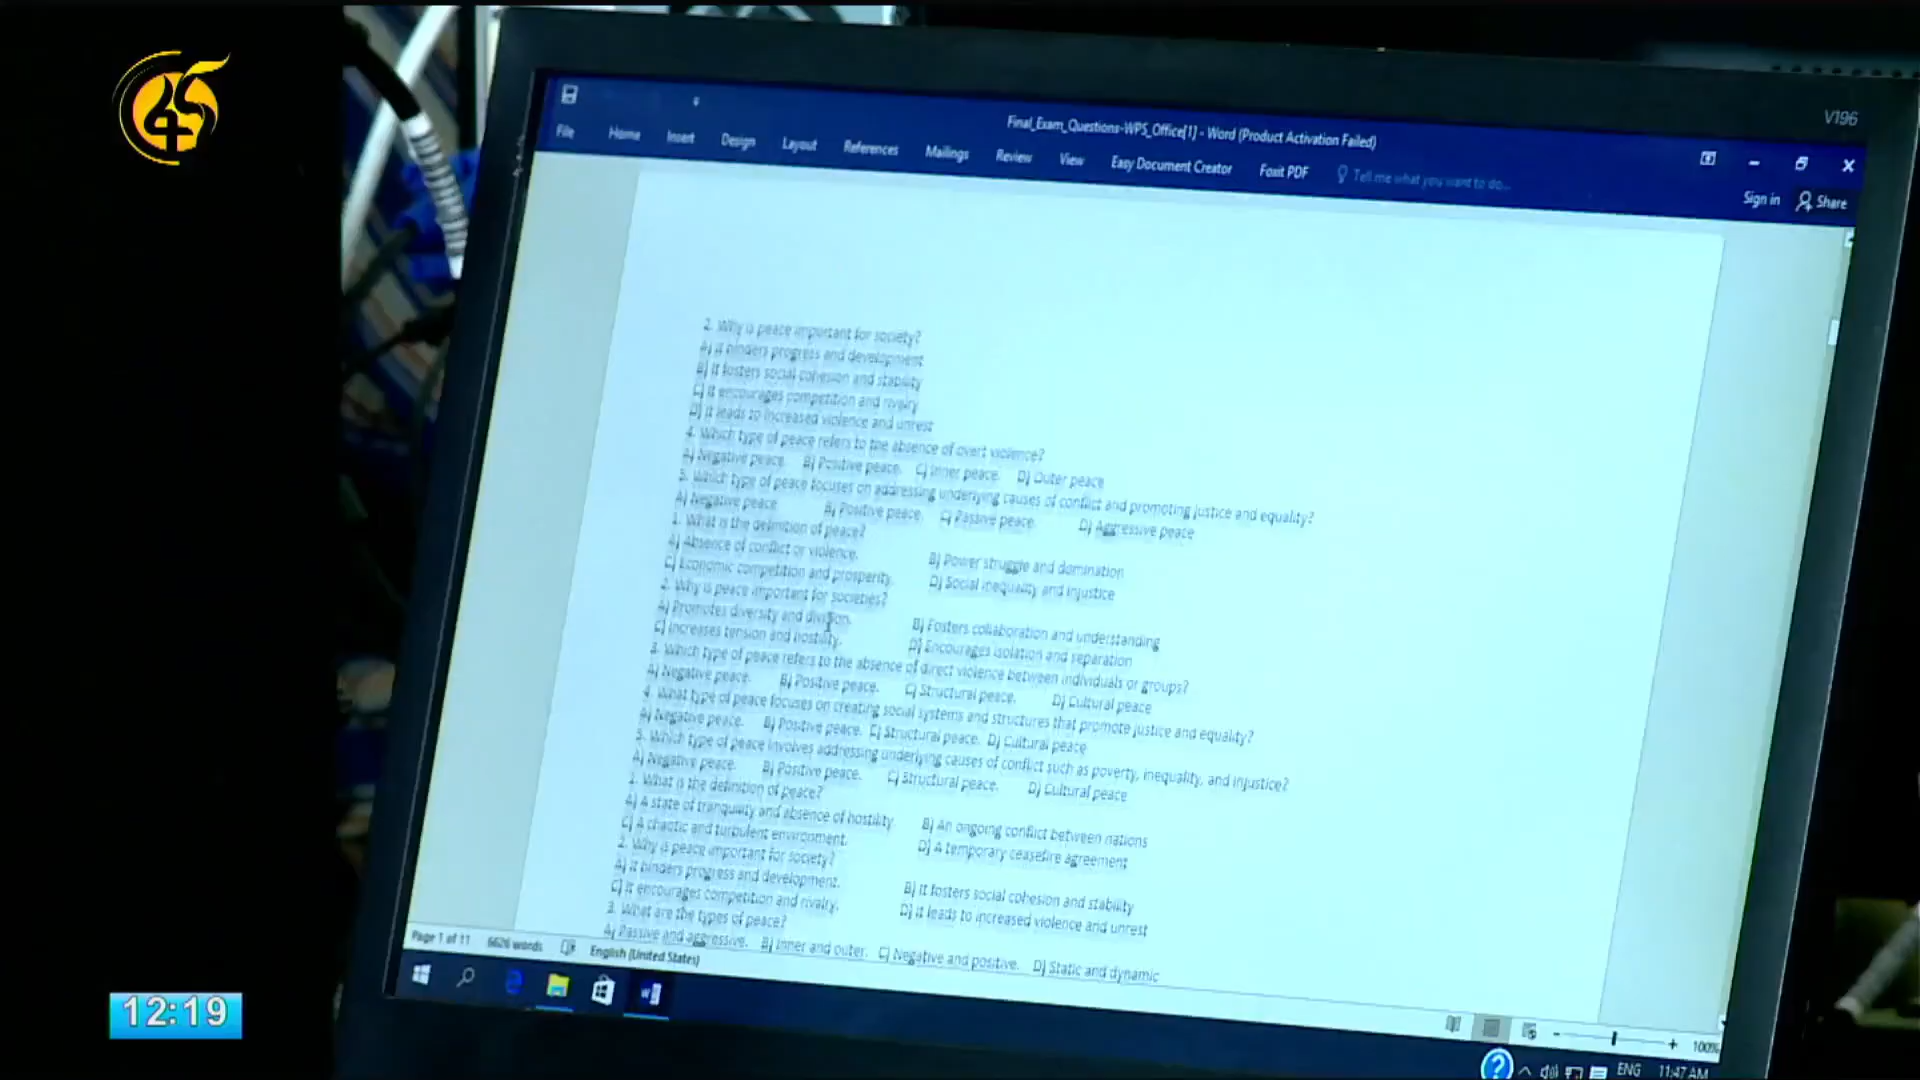 V196
Final_Exam_Questions-WPS_Office[1] - Word (Product Activation Failed)
File Home Insert Design Layout References Mailings Review View Easy Document Creator Foxit PDF Tell me what you want to do...
Sign in Share
2. Why is peace important for society?
A) It hinders progress and development
B) It fosters social cohesion and stability
C) It encourages competition and rivalry
D) It leads to increased violence and unrest
4. Which type of peace refers to the absence of overt violence?
A) Negative peace. B) Positive peace. C) Inner peace. D) Outer peace
5. Which type of peace focuses on addressing underlying causes of conflict and promoting justice and equality?
A) Negative peace B) Positive peace. C) Passive peace. D) Aggressive peace
1. What is the definition of peace?
A) Absence of conflict or violence. B) Power struggle and domination
C) Economic competition and prosperity. D) Social inequality and injustice
2. Why is peace important for societies?
A) Promotes diversity and division. B) Fosters collaboration and understanding
C) Increases tension and hostility. D) Encourages isolation and separation
3. Which type of peace refers to the absence of direct violence between individuals or groups?
A) Negative peace. B) Positive peace. C) Structural peace. D) Cultural peace
4. What type of peace focuses on creating social systems and structures that promote justice and equality?
A) Negative peace. B) Positive peace. C) Structural peace. D) Cultural peace
5. Which type of peace involves addressing underlying causes of conflict such as poverty, inequality, and injustice?
A) Negative peace. B) Positive peace. C) Structural peace. D) Cultural peace
1. What is the definition of peace?
A) A state of tranquility and absence of hostility B) An ongoing conflict between nations
C) A chaotic and turbulent environment. D) A temporary ceasefire agreement
2. Why is peace important for society?
A) It hinders progress and development. B) It fosters social cohesion and stability
C) It encourages competition and rivalry. D) It leads to increased violence and unrest
3. What are the types of peace?
A) Passive and aggressive. B) Inner and outer. C) Negative and positive. D) Static and dynamic
Page 1 of 11 6626 words English (United States)
100%
ENG 11:47 AM
12:19